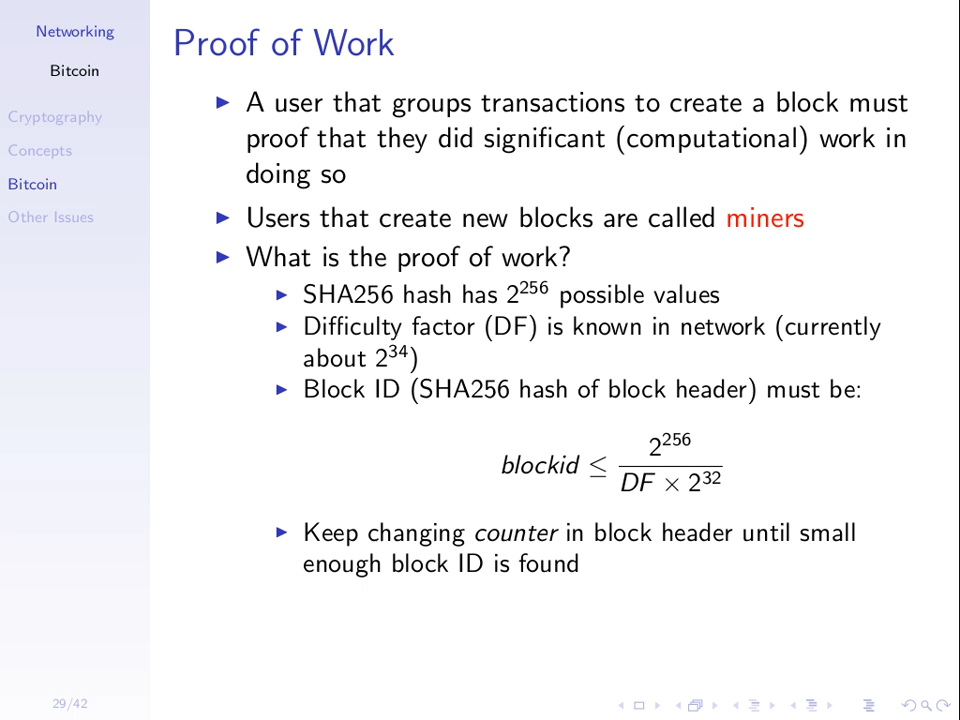 Networking
Bitcoin
Cryptography
Concepts
Bitcoin
Other Issues
29/42
Proof of Work
A user that groups transactions to create a block must
proof that they did significant (computational) work in
doing so
Users that create new blocks are called miners
What is the proof of work?
SHA256 hash has 2^256 possible values
Difficulty factor (DF) is known in network (currently
about 2^34)
Block ID (SHA256 hash of block header) must be:
blockid ≤ 2^256 / DF × 2^32
Keep changing counter in block header until small
enough block ID is found